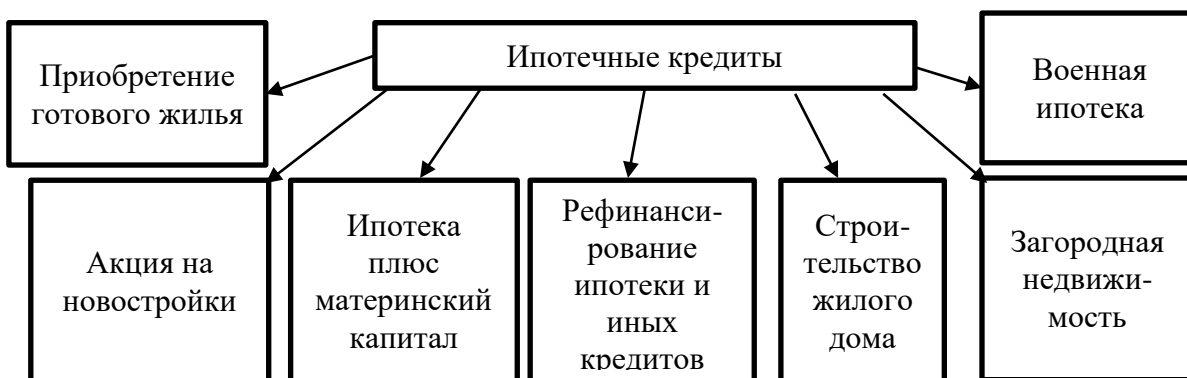 Ипотечные кредиты
Приобретение
готового жилья
Военная
ипотека
Акция на
новостройки
Ипотека
плюс
материнский
капитал
Рефинанси-
рование
ипотеки и
иных
кредитов
Строи-
тельство
жилого
дома
Загородная
недвижи-
мость